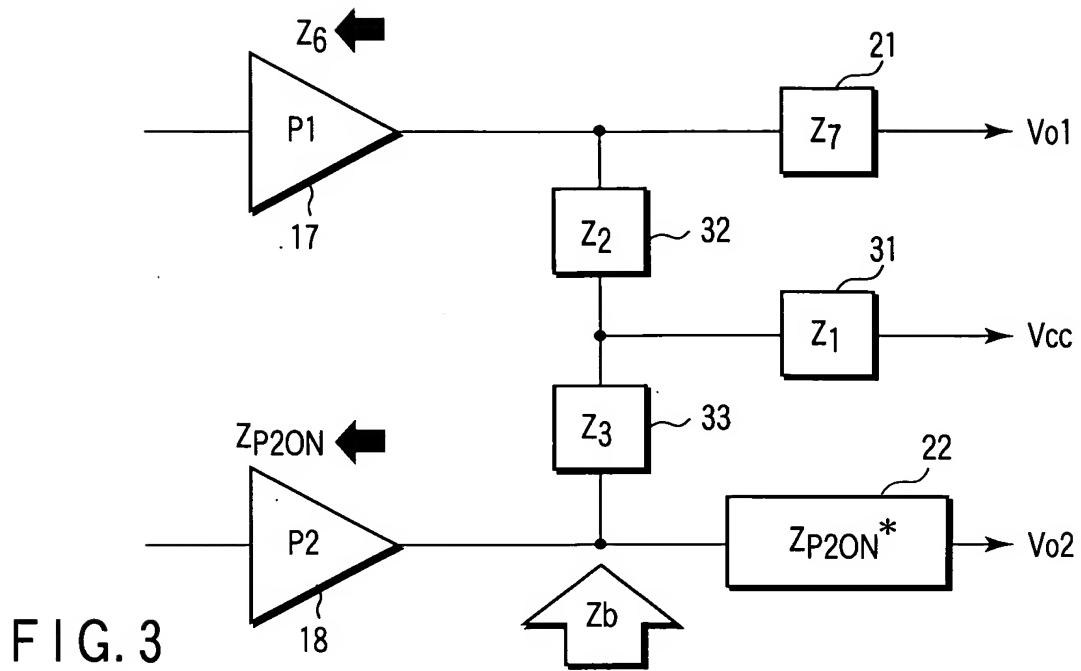 Z6
21
P1
Z7
Vo1
17
Z2
32
31
Z1
Vcc
Z3
33
ZP2ON
22
P2
ZP2ON*
Vo2
18
Zb
FIG. 3